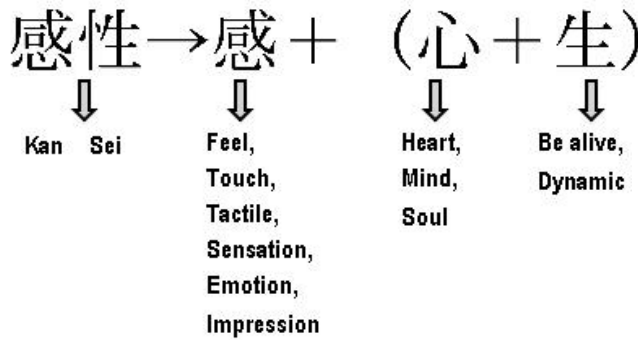 感性→感+ (心+生)
Kan Sei
Feel,
Touch,
Tactile,
Sensation,
Emotion,
Impression
Heart,
Mind,
Soul
Be alive,
Dynamic